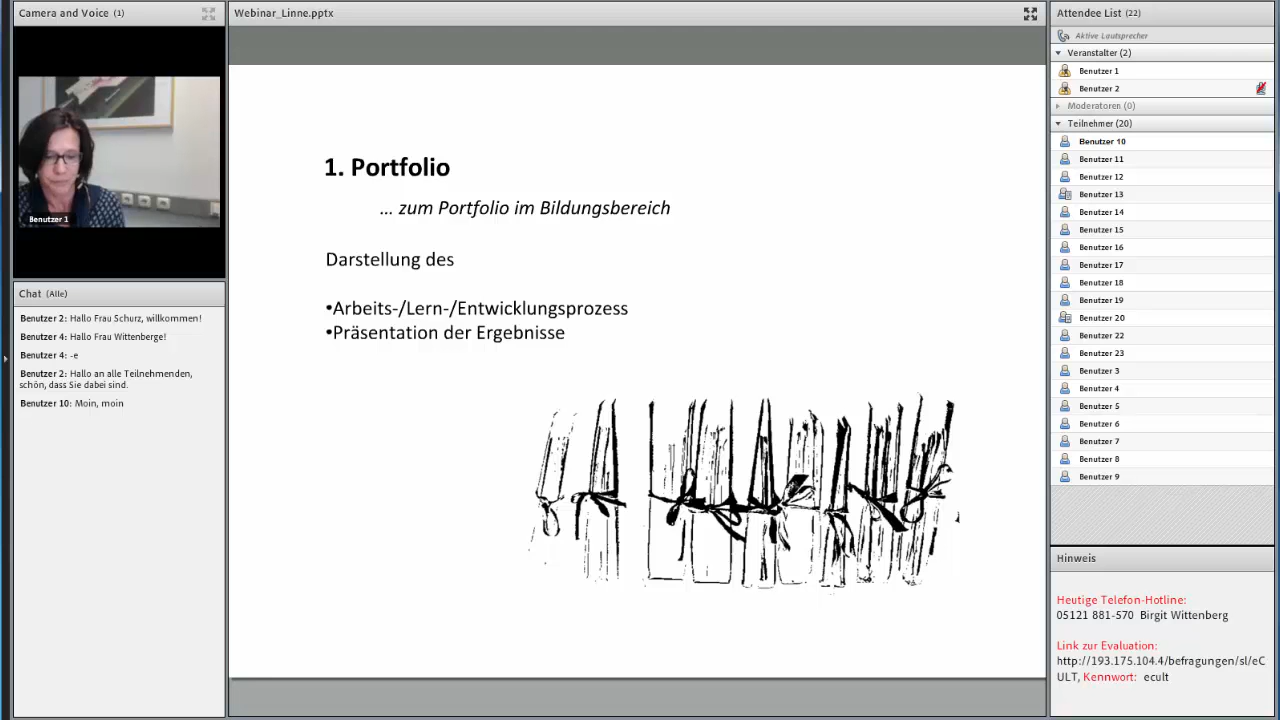 Camera and Voice (1)
Benutzer 1
Chat (Alle)
Benutzer 2: Hallo Frau Schurz, willkommen!
Benutzer 4: Hallo Frau Wittenberge!
Benutzer 4: -e
Benutzer 2: Hallo an alle Teilnehmenden,
schön, dass Sie dabei sind.
Benutzer 10: Moin, moin
Webinar_Linne.pptx
1. Portfolio
... zum Portfolio im Bildungsbereich
Darstellung des
•Arbeits-/Lern-/Entwicklungsprozess
•Präsentation der Ergebnisse
Attendee List (22)
Aktive Lautsprecher
Veranstalter (2)
Benutzer 1
Benutzer 2
Moderatoren (0)
Teilnehmer (20)
Benutzer 10
Benutzer 11
Benutzer 12
Benutzer 13
Benutzer 14
Benutzer 15
Benutzer 16
Benutzer 17
Benutzer 18
Benutzer 19
Benutzer 20
Benutzer 22
Benutzer 23
Benutzer 3
Benutzer 4
Benutzer 5
Benutzer 6
Benutzer 7
Benutzer 8
Benutzer 9
Hinweis
Heutige Telefon-Hotline:
05121 881-570 Birgit Wittenberg
Link zur Evaluation:
http://193.175.104.4/befragungen/sl/eC
ULT, Kennwort: ecult